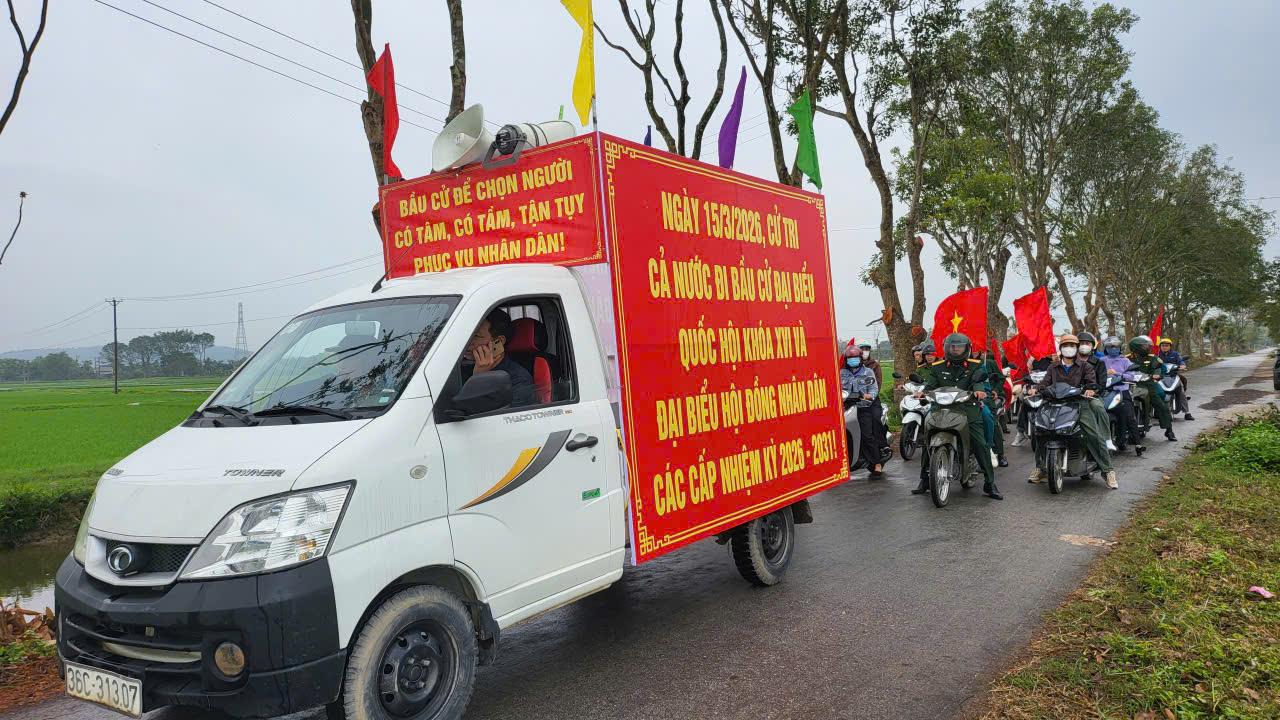 BẦU CỬ ĐỂ CHỌN NGƯỜI
CÓ TÂM, CÓ TẦM, TẬN TỤY
PHỤC VỤ NHÂN DÂN!
NGÀY 15/3/2026, CỬ TRI
CẢ NƯỚC ĐI BẦU CỬ ĐẠI BIỂU
QUỐC HỘI KHÓA XVI VÀ
ĐẠI BIỂU HỘI ĐỒNG NHÂN DÂN
CÁC CẤP NHIỆM KỲ 2026 - 2031!
THACO TOWNER
TOWNER
36C-313.07